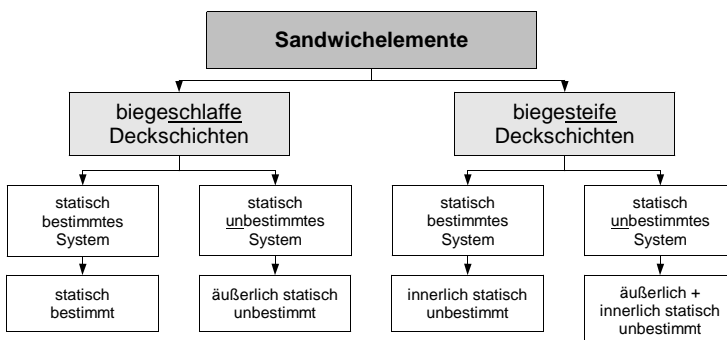 Sandwichelemente
biegeschlaffe
Deckschichten
biegesteife
Deckschichten
statisch
bestimmtes
System
statisch
unbestimmtes
System
statisch
bestimmtes
System
statisch
unbestimmtes
System
statisch
bestimmt
äußerlich statisch
unbestimmt
innerlich statisch
unbestimmt
äußerlich +
innerlich statisch
unbestimmt